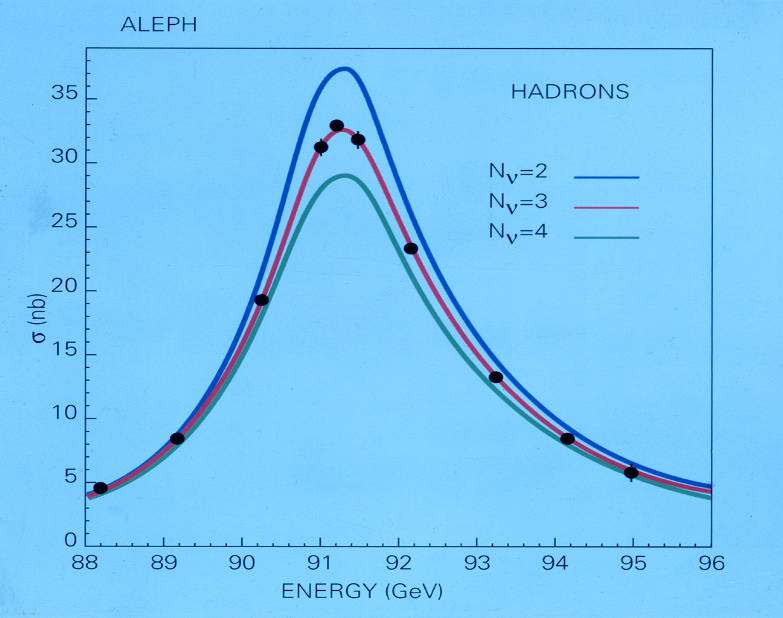 ALEPH
HADRONS
Nν=2
Nν=3
Nν=4
35
30
25
20
15
10
5
0
σ (nb)
88 89 90 91 92 93 94 95 96
ENERGY (GeV)